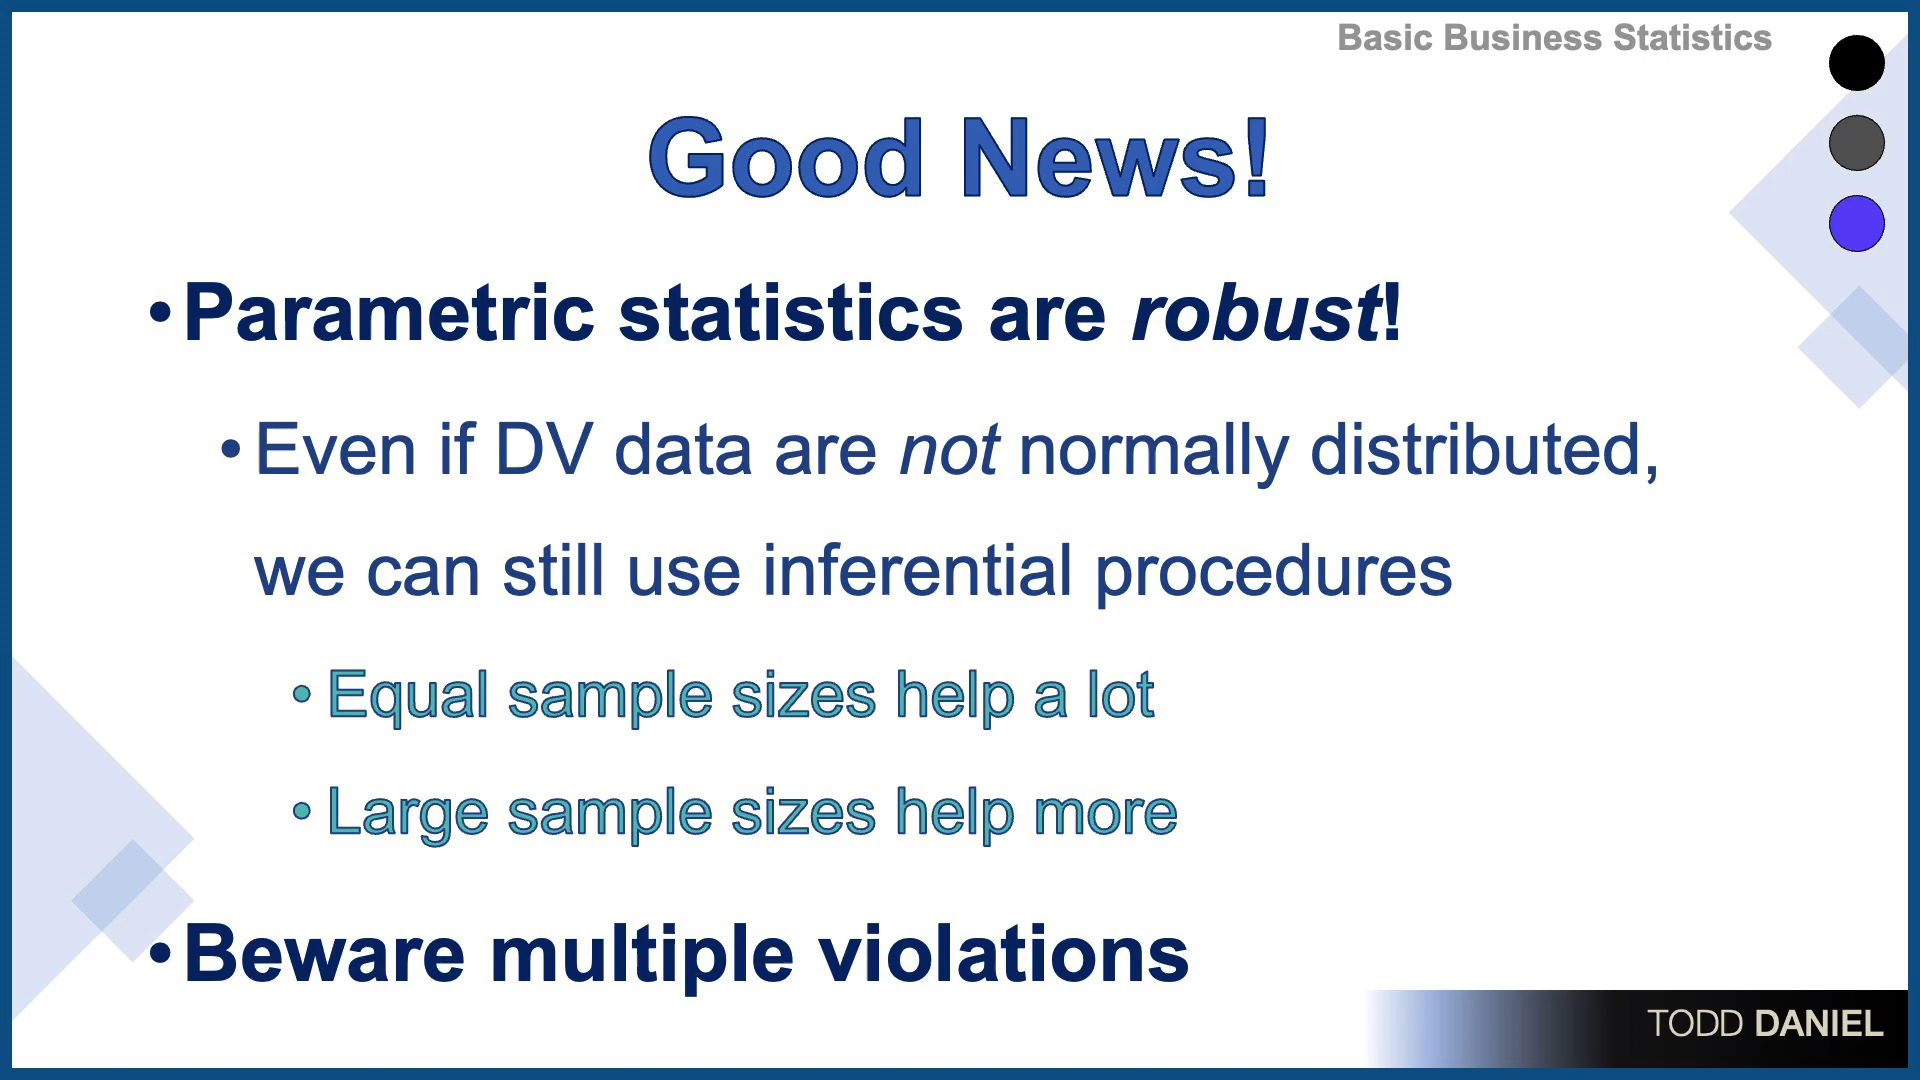 Basic Business Statistics
Good News!
•Parametric statistics are robust!
•Even if DV data are not normally distributed,
we can still use inferential procedures
•Equal sample sizes help a lot
•Large sample sizes help more
•Beware multiple violations
TODD DANIEL